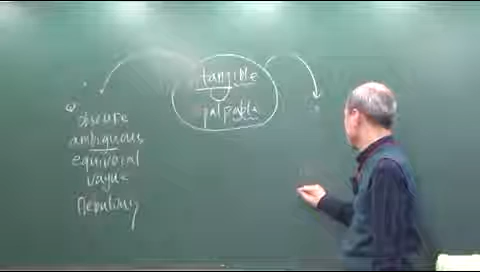 tangible
palpable
obscure
ambiguous
equivocal
vague
nebulous